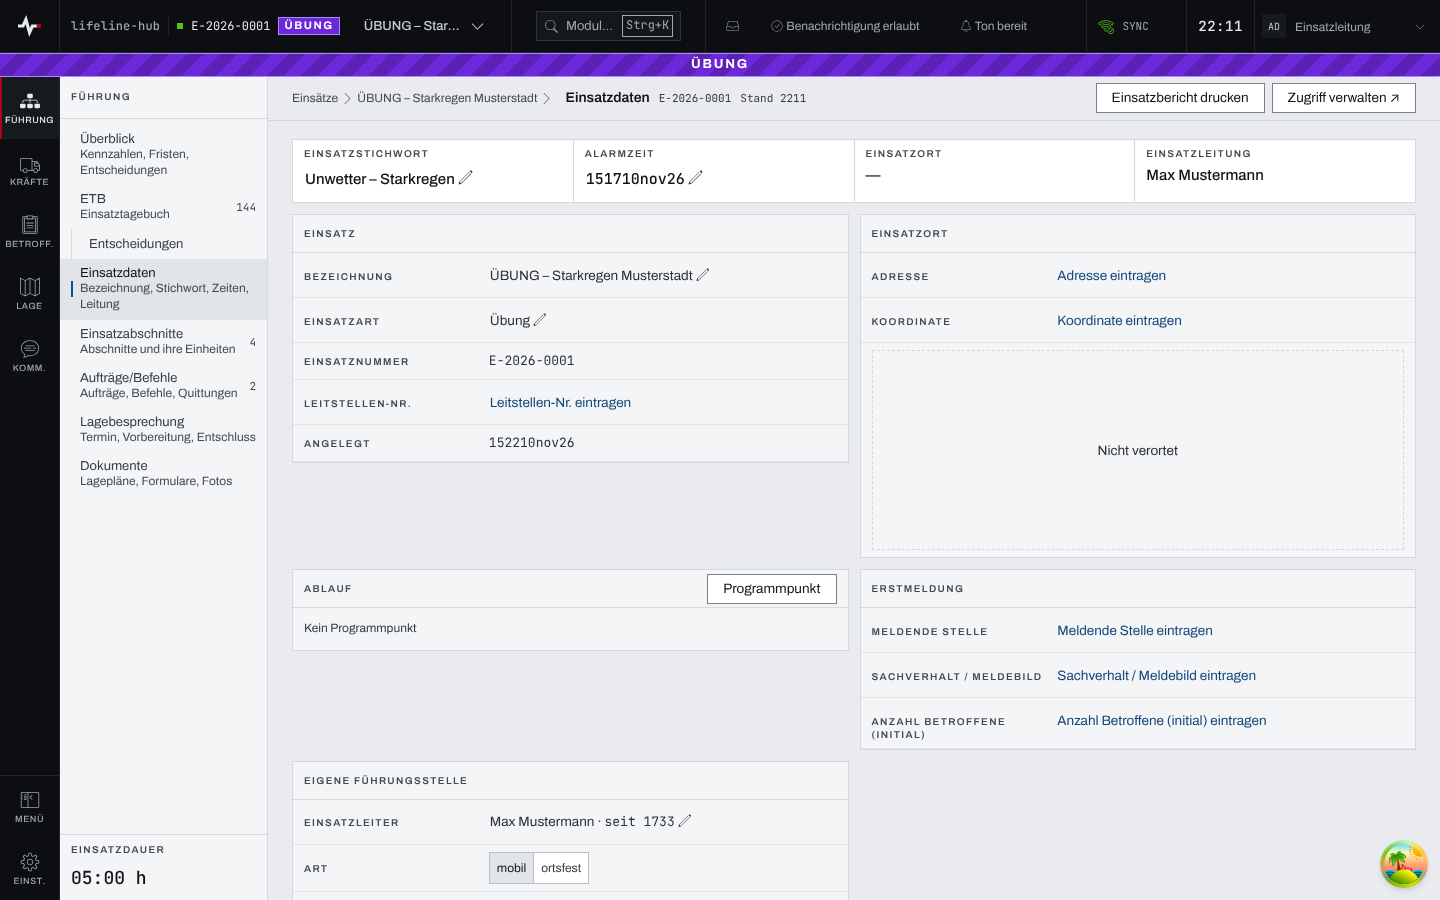 lifeline-hub
E-2026-0001 ÜBUNG
ÜBUNG – Star...
Modul... Strg+K
Benachrichtigung erlaubt
Ton bereit
SYNC
22:11
AD Einsatzleitung
ÜBUNG
FÜHRUNG
KRÄFTE
BETROFF.
LAGE
KOMM.
MENÜ
EINST.
FÜHRUNG
Überblick
Kennzahlen, Fristen,
Entscheidungen
ETB
Einsatztagebuch
144
Entscheidungen
Einsatzdaten
Bezeichnung, Stichwort, Zeiten,
Leitung
Einsatzabschnitte
Abschnitte und ihre Einheiten
4
Aufträge/Befehle
Aufträge, Befehle, Quittungen
2
Lagebesprechung
Termin, Vorbereitung, Entschluss
Dokumente
Lagepläne, Formulare, Fotos
EINSATZDAUER
05:00 h
Einsätze
ÜBUNG – Starkregen Musterstadt
Einsatzdaten E-2026-0001 Stand 2211
Einsatzbericht drucken
Zugriff verwalten ↗
EINSATZSTICHWORT
Unwetter – Starkregen
ALARMZEIT
151710nov26
EINSATZORT
—
EINSATZLEITUNG
Max Mustermann
EINSATZ
BEZEICHNUNG
ÜBUNG – Starkregen Musterstadt
EINSATZART
Übung
EINSATZNUMMER
E-2026-0001
LEITSTELLEN-NR.
Leitstellen-Nr. eintragen
ANGELEGT
152210nov26
EINSATZORT
ADRESSE
Adresse eintragen
KOORDINATE
Koordinate eintragen
Nicht verortet
ABLAUF
Programmpunkt
Kein Programmpunkt
ERSTMELDUNG
MELDENDE STELLE
Meldende Stelle eintragen
SACHVERHALT / MELDEBILD
Sachverhalt / Meldebild eintragen
ANZAHL BETROFFENE
(INITIAL)
Anzahl Betroffene (initial) eintragen
EIGENE FÜHRUNGSSTELLE
EINSATZLEITER
Max Mustermann · seit 1733
ART
mobil
ortsfest